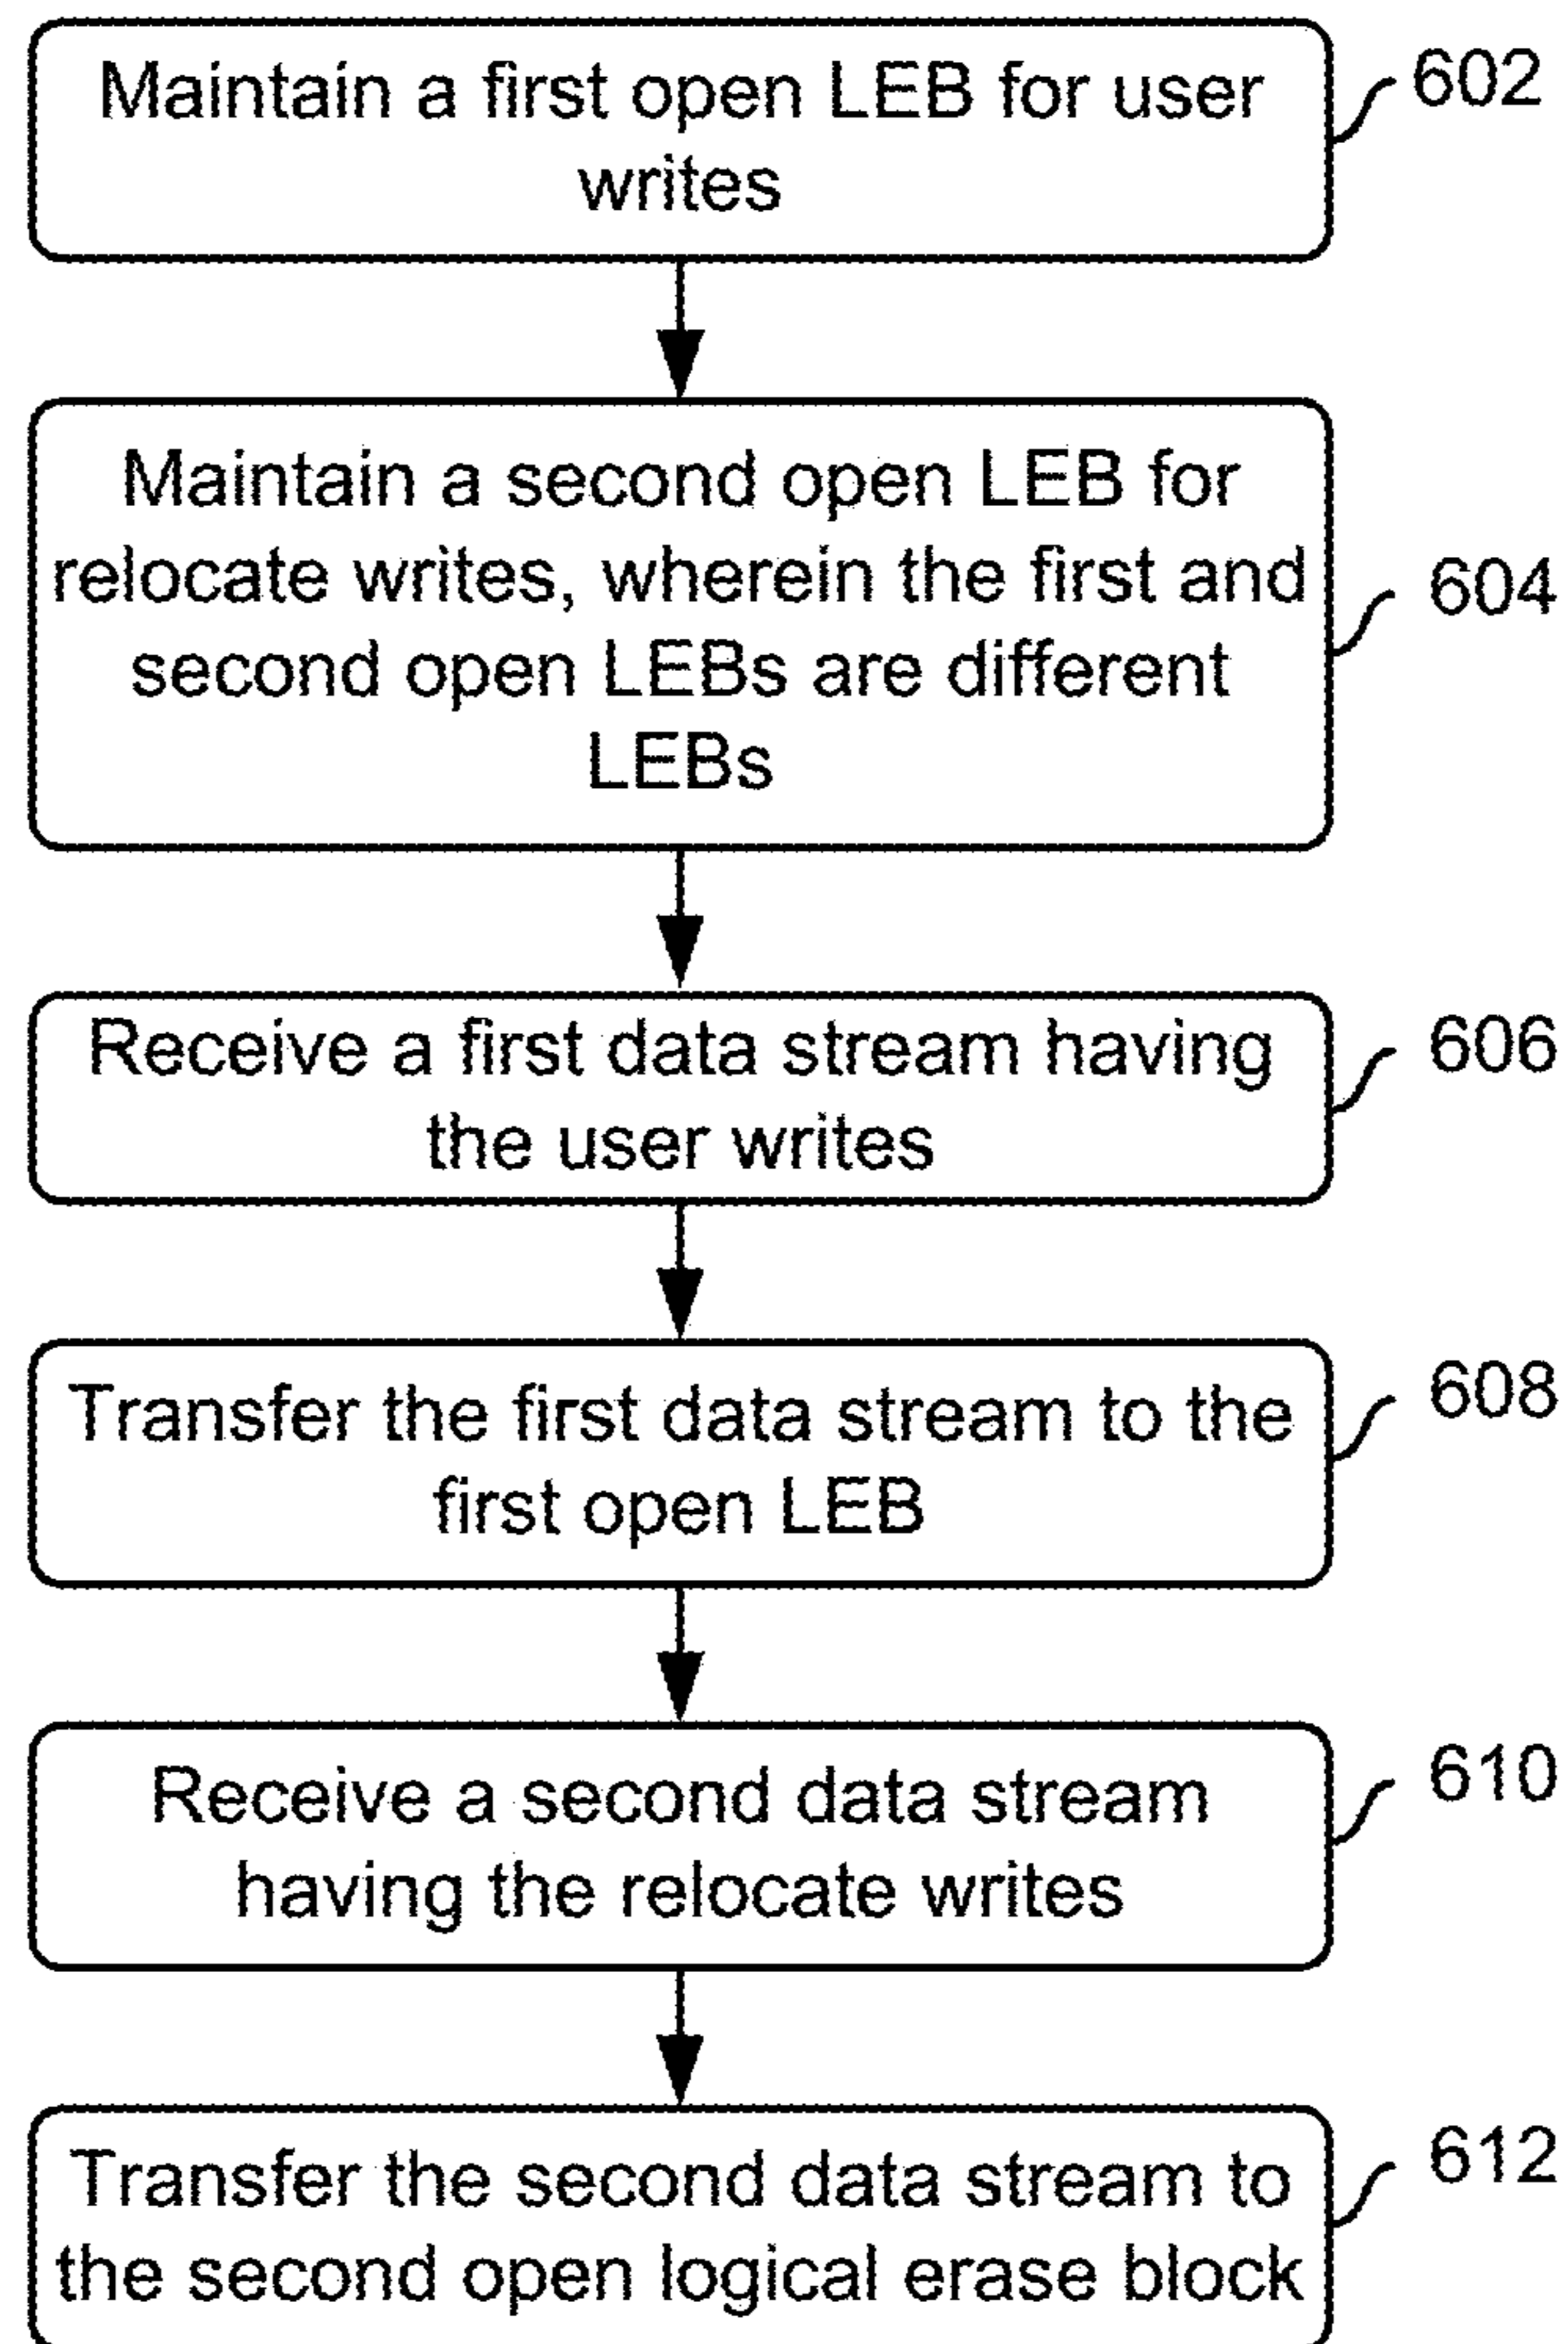 Maintain a first open LEB for user
writes
602
Maintain a second open LEB for
relocate writes, wherein the first and
second open LEBs are different
LEBs
604
Receive a first data stream having
the user writes
606
Transfer the first data stream to the
first open LEB
608
Receive a second data stream
having the relocate writes
610
Transfer the second data stream to
the second open logical erase block
612